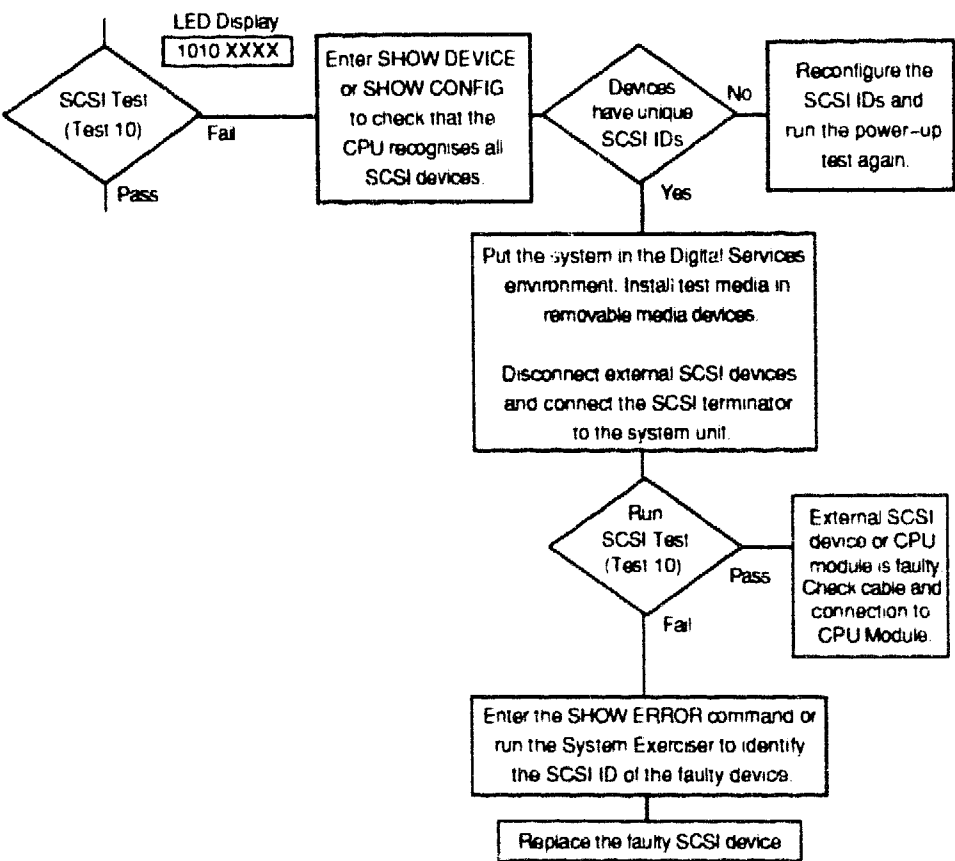 LED Display
1010 XXXX
SCSI Test
(Test 10)
Fail
Pass
Enter SHOW DEVICE
or SHOW CONFIG
to check that the
CPU recognises all
SCSI devices.
Devices
have unique
SCSI IDs
No
Yes
Reconfigure the
SCSI IDs and
run the power-up
test again.
Put the system in the Digital Services
environment. Install test media in
removable media devices.
Disconnect external SCSI devices
and connect the SCSI terminator
to the system unit.
Run
SCSI Test
(Test 10)
Pass
Fail
External SCSI
device or CPU
module is faulty.
Check cable and
connection to
CPU Module.
Enter the SHOW ERROR command or
run the System Exerciser to identify
the SCSI ID of the faulty device.
Replace the faulty SCSI device